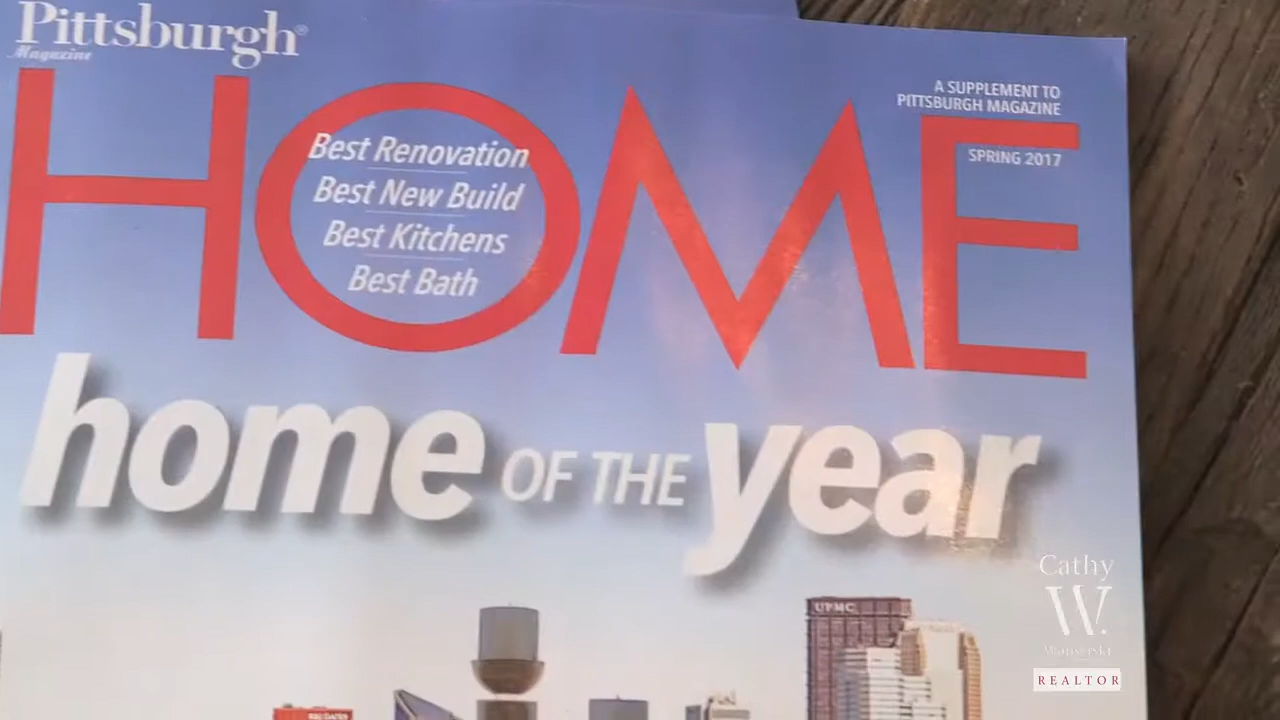 Pittsburgh®
Magazine
HOME
A SUPPLEMENT TO
PITTSBURGH MAGAZINE
SPRING 2017
Best Renovation
Best New Build
Best Kitchens
Best Bath
home OF THE year
UPMC
Cathy
W.
REALTOR